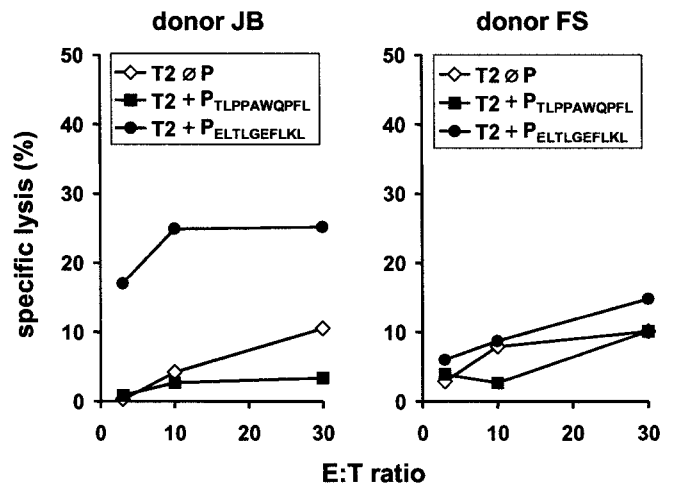 donor JB
donor FS
specific lysis (%)
50
40
30
20
10
0
T2 ø P
T2 + PTLPPAWQPFL
T2 + PELTLGEFLKL
0
10
20
30
50
40
30
20
10
0
T2 ø P
T2 + PTLPPAWQPFL
T2 + PELTLGEFLKL
0
10
20
30
E:T ratio